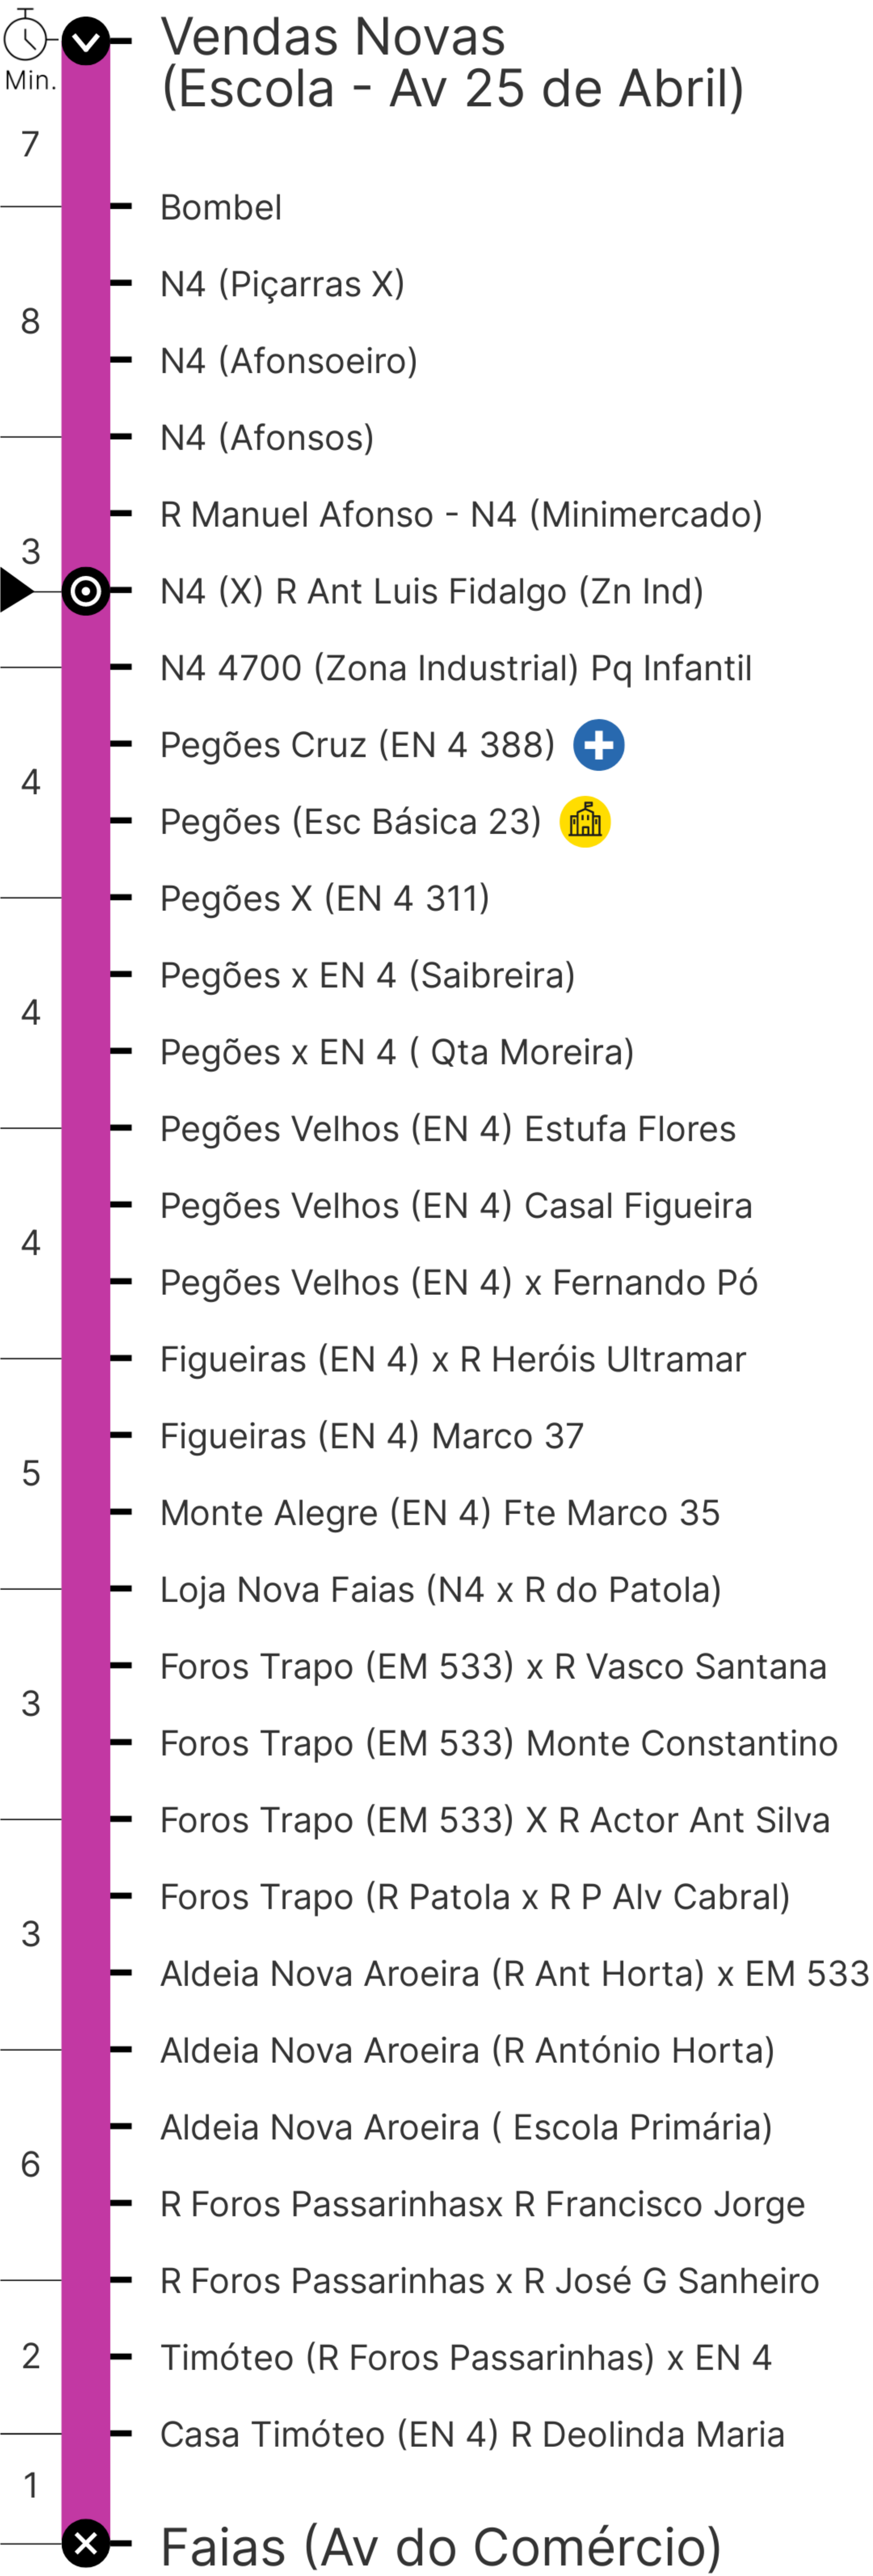 Vendas Novas
(Escola - Av 25 de Abril)
Min.
7
Bombel
N4 (Piçarras X)
8
N4 (Afonsoeiro)
N4 (Afonsos)
R Manuel Afonso - N4 (Minimercado)
3
N4 (X) R Ant Luis Fidalgo (Zn Ind)
N4 4700 (Zona Industrial) Pq Infantil
Pegões Cruz (EN 4 388)
4
Pegões (Esc Básica 23)
Pegões X (EN 4 311)
Pegões x EN 4 (Saibreira)
4
Pegões x EN 4 ( Qta Moreira)
Pegões Velhos (EN 4) Estufa Flores
Pegões Velhos (EN 4) Casal Figueira
4
Pegões Velhos (EN 4) x Fernando Pó
Figueiras (EN 4) x R Heróis Ultramar
Figueiras (EN 4) Marco 37
5
Monte Alegre (EN 4) Fte Marco 35
Loja Nova Faias (N4 x R do Patola)
Foros Trapo (EM 533) x R Vasco Santana
3
Foros Trapo (EM 533) Monte Constantino
Foros Trapo (EM 533) X R Actor Ant Silva
Foros Trapo (R Patola x R P Alv Cabral)
3
Aldeia Nova Aroeira (R Ant Horta) x EM 533
Aldeia Nova Aroeira (R António Horta)
Aldeia Nova Aroeira ( Escola Primária)
6
R Foros Passarinhasx R Francisco Jorge
R Foros Passarinhas x R José G Sanheiro
2
Timóteo (R Foros Passarinhas) x EN 4
Casa Timóteo (EN 4) R Deolinda Maria
1
Faias (Av do Comércio)